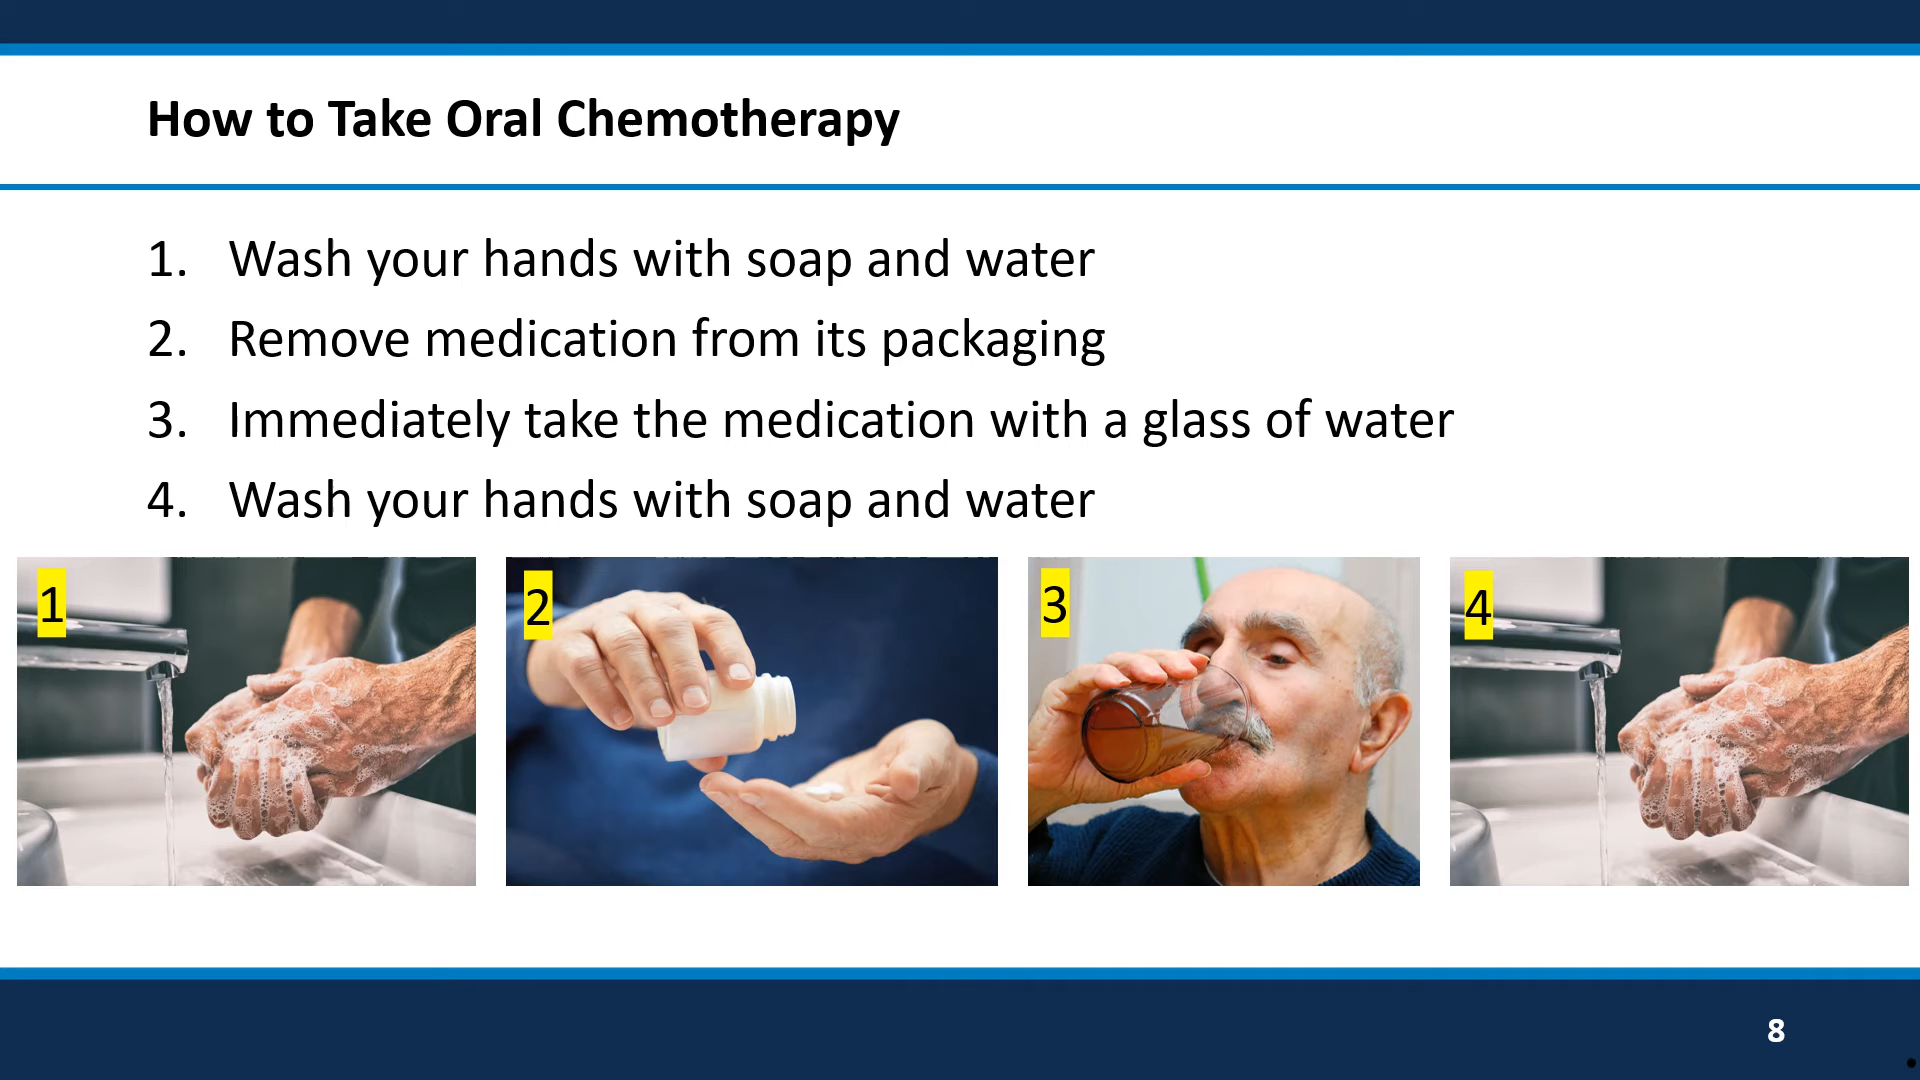 How to Take Oral Chemotherapy
1. Wash your hands with soap and water
2. Remove medication from its packaging
3. Immediately take the medication with a glass of water
4. Wash your hands with soap and water
1
2
3
4
8